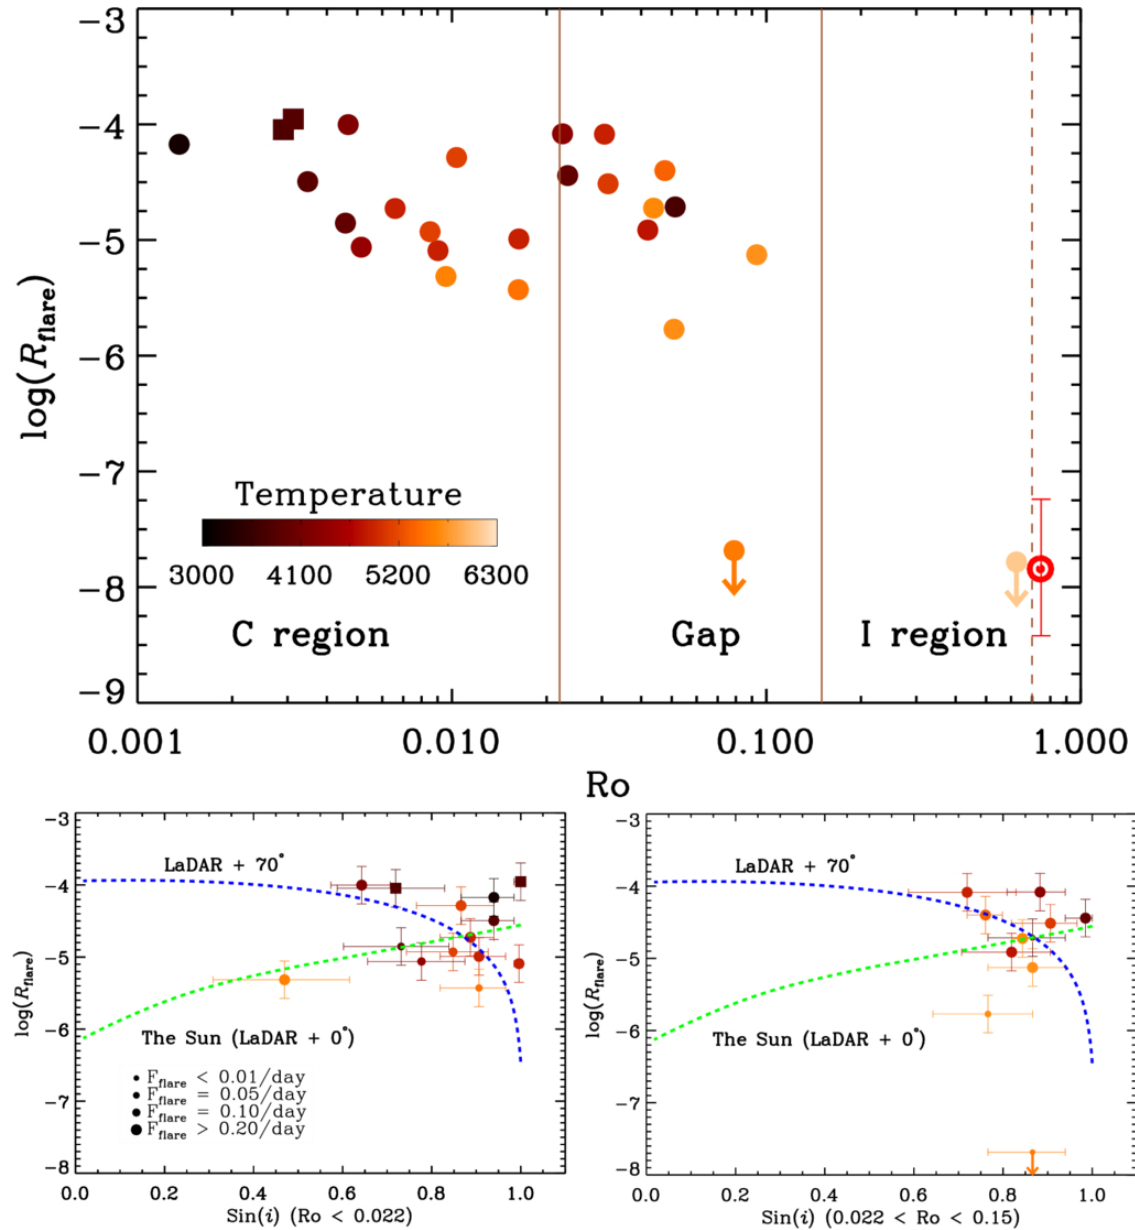 −3
−4
−5
−6
−7
−8
−9
log(R_flare)
Temperature
3000 4100 5200 6300
C region Gap I region
0.001 0.010 0.100 1.000
Ro
−3
−4
−5
−6
−7
−8
log(R_flare)
LaDAR + 70°
The Sun (LaDAR + 0°)
F_flare < 0.01/day
F_flare = 0.05/day
F_flare = 0.10/day
F_flare > 0.20/day
0.0 0.2 0.4 0.6 0.8 1.0
Sin(i) (Ro < 0.022)
−3
−4
−5
−6
−7
−8
log(R_flare)
LaDAR + 70°
The Sun (LaDAR + 0°)
0.0 0.2 0.4 0.6 0.8 1.0
Sin(i) (0.022 < Ro < 0.15)